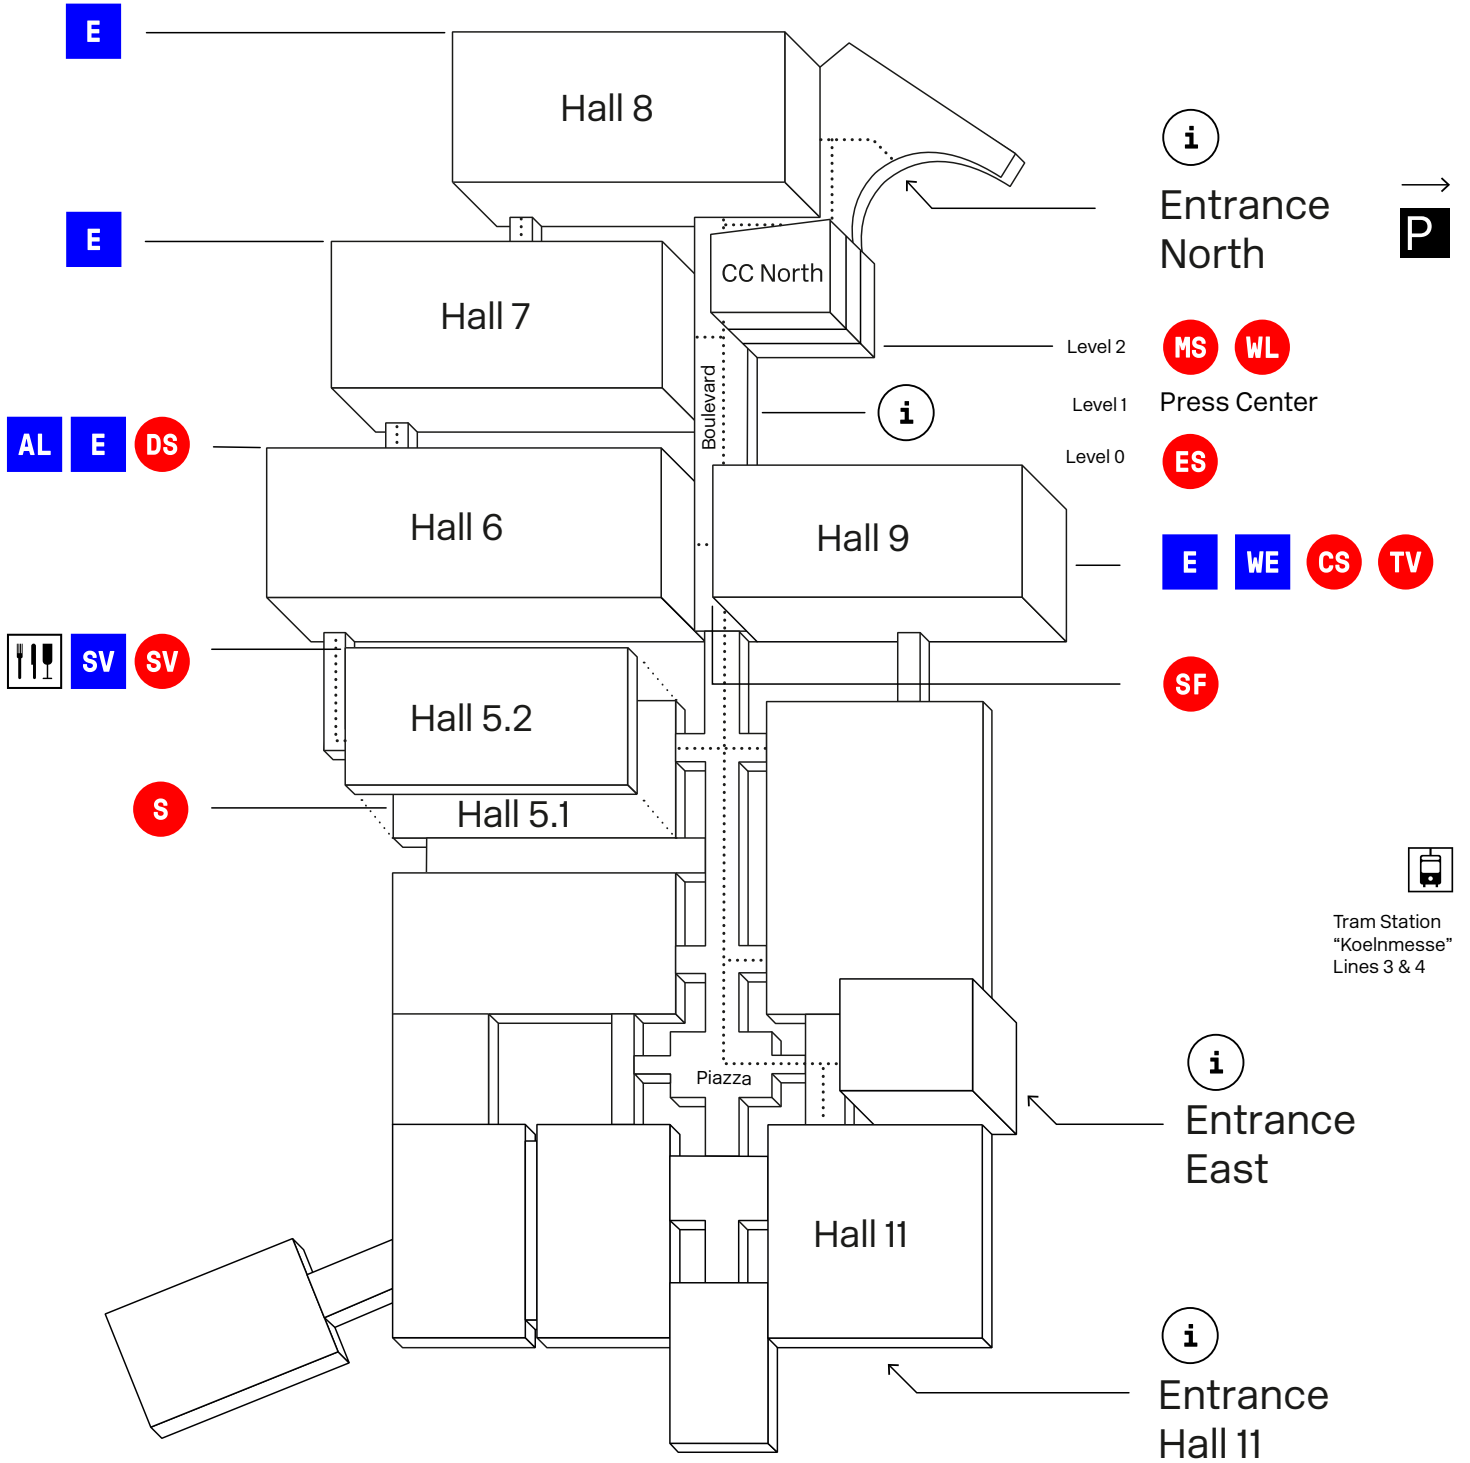 E
Hall 8
i
Entrance
North
P
E
Hall 7
CC North
Level 2
MS WL
Boulevard
i
Level 1
Press Center
AL E DS
Level 0
ES
Hall 6
Hall 9
E WE CS TV
SV SV
SF
Hall 5.2
S
Hall 5.1
Tram Station
“Koelnmesse”
Lines 3 & 4
i
Piazza
Entrance
East
Hall 11
i
Entrance
Hall 11